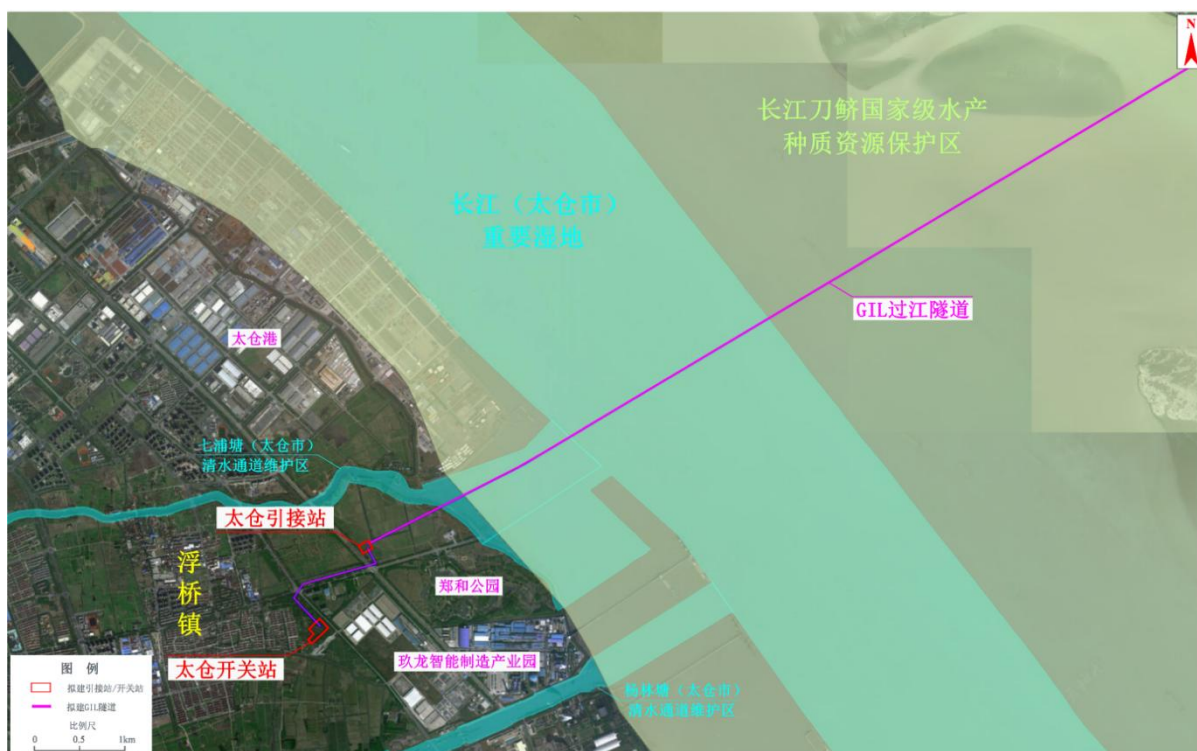 N
长江刀鲚国家级水产
种质资源保护区
长江（太仓市）
重要湿地
GIL过江隧道
太仓港
七浦塘（太仓市）
清水通道维护区
太仓引接站
浮桥镇
郑和公园
太仓开关站
玖龙智能制造产业园
杨林塘（太仓市）
清水通道维护区
图 例
拟建引接站/开关站
拟建GIL隧道
比例尺
0 0.5 1km